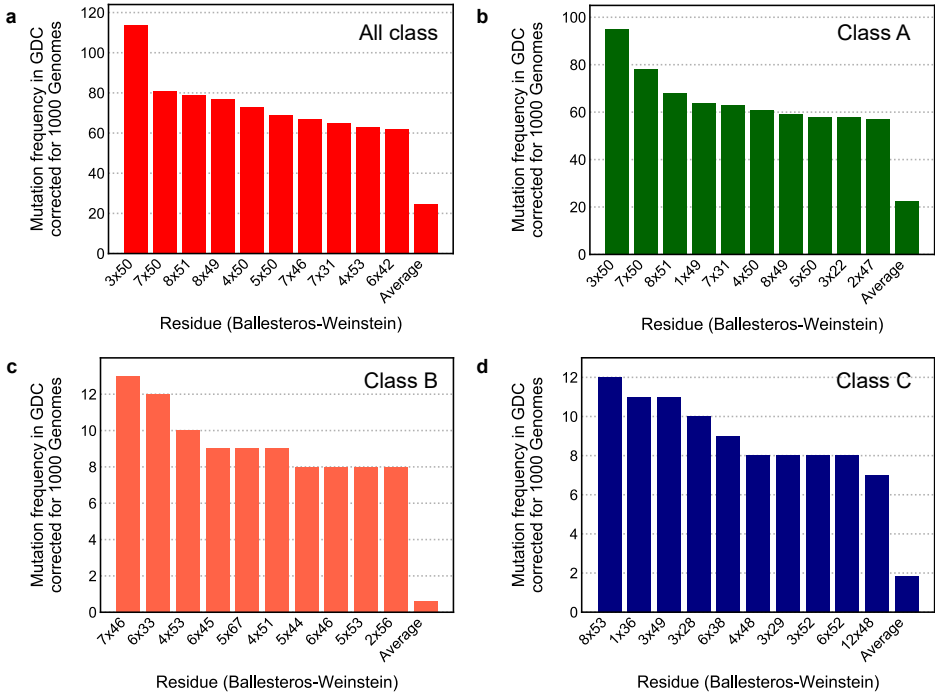 a
All class
Mutation frequency in GDC
corrected for 1000 Genomes
120
100
80
60
40
20
0
3x50 7x50 8x51 8x49 4x50 5x50 7x46 7x31 4x53 6x42 Average
Residue (Ballesteros-Weinstein)
b
Class A
Mutation frequency in GDC
corrected for 1000 Genomes
100
80
60
40
20
0
3x50 7x50 8x51 1x49 7x31 4x50 8x49 5x50 3x22 2x47 Average
Residue (Ballesteros-Weinstein)
c
Class B
Mutation frequency in GDC
corrected for 1000 Genomes
12
10
8
6
4
2
0
7x46 6x33 4x53 6x45 5x67 4x51 5x44 6x46 5x53 2x56 Average
Residue (Ballesteros-Weinstein)
d
Class C
Mutation frequency in GDC
corrected for 1000 Genomes
12
10
8
6
4
2
0
8x53 1x36 3x49 3x28 6x38 4x48 3x29 3x52 6x52 12x48 Average
Residue (Ballesteros-Weinstein)